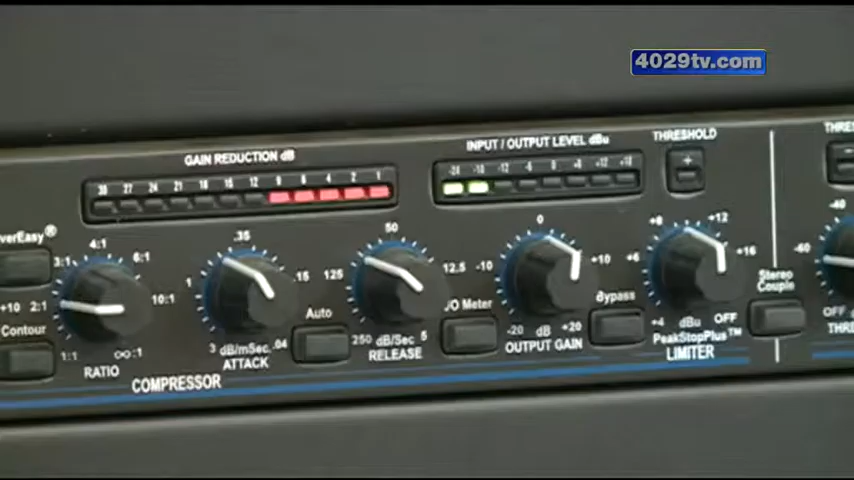 4029tv.com
GAIN REDUCTION dB
INPUT / OUTPUT LEVEL dBu
THRESHOLD
30 27 24 21 18 15 12 9 6 4 2 1
-24 -18 -12 -6 0 +6 +12 +18
+
-
verEasy®
4:1
3:1
6:1
2:1
10:1
1:1
∞:1
RATIO
+10
Contour
COMPRESSOR
.35
1
.15
3 dB/mSec. .04
ATTACK
Auto
50
125
12.5
250 dB/Sec 5
RELEASE
I/O Meter
0
-10
+10
-20 dB +20
OUTPUT GAIN
Bypass
+8
+12
+6
+16
+4 dBu OFF
PeakStopPlus™
LIMITER
Stereo
Couple
THRE
-40
-60
OFF
THR